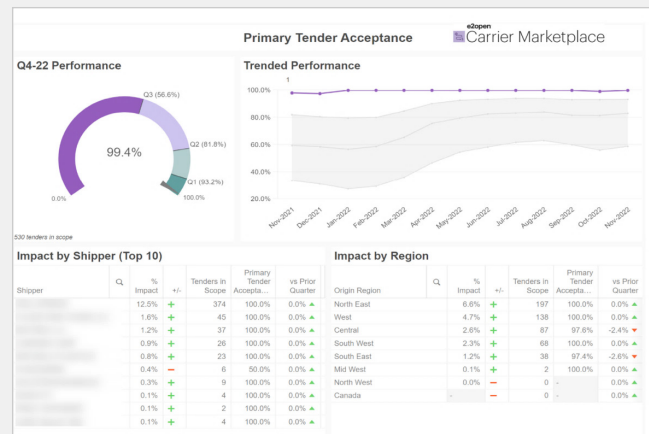 Primary Tender Acceptance
e2open
Carrier Marketplace
Q4-22 Performance
Q3 (56.6%)
Q2 (81.8%)
99.4%
Q1 (93.2%)
0.0%
100.0%
530 tenders in scope
Trended Performance
1
100.0%
80.0%
60.0%
40.0%
20.0%
Nov-2021 Dec-2021 Jan-2022 Feb-2022 Mar-2022 Apr-2022 May-2022 Jun-2022 Jul-2022 Aug-2022 Sep-2022 Oct-2022 Nov-2022
Impact by Shipper (Top 10)
Shipper % Impact +/- Tenders in Scope Primary Tender Accepta... vs Prior Quarter
12.5% + 374 100.0% 0.0% ▲
1.6% + 45 100.0% 0.0% ▲
1.2% + 37 100.0% 0.0% ▲
0.9% + 26 100.0% 0.0% ▲
0.8% + 23 100.0% 0.0% ▲
0.4% − 6 50.0% 0.0% ▲
0.3% + 9 100.0% 0.0% ▲
0.1% + 4 100.0% 0.0% ▲
0.1% + 2 100.0% 0.0% ▲
0.1% + 4 100.0% 0.0% ▲
Impact by Region
Origin Region % Impact +/- Tenders in Scope Primary Tender Accepta... vs Prior Quarter
North East 6.6% + 197 100.0% 0.0% ▲
West 4.7% + 138 100.0% 0.0% ▲
Central 2.6% + 87 97.6% -2.4% ▼
South West 2.3% + 68 100.0% 0.0% ▲
South East 1.2% + 38 97.4% -2.6% ▼
Mid West 0.1% + 2 100.0% 0.0% ▲
North West 0.0% − 0 - 0.0% ▲
Canada - − 0 - 0.0% ▲